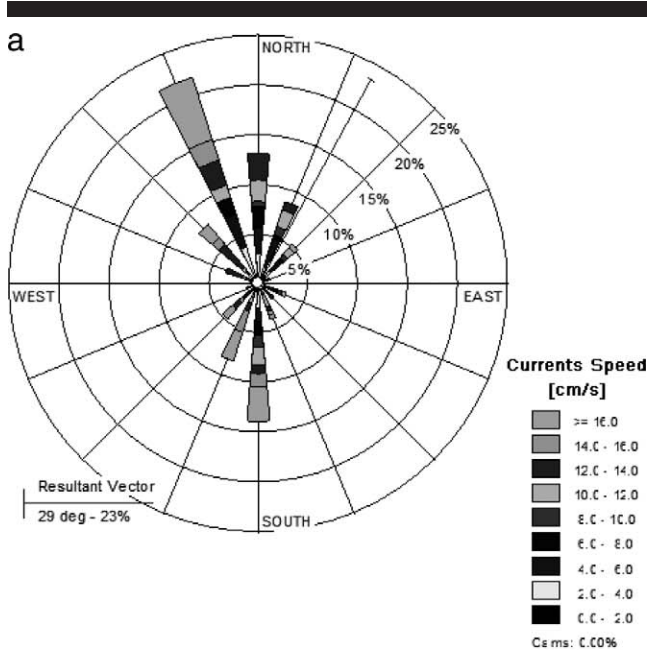 a
NORTH
25%
20%
15%
10%
5%
WEST
EAST
Currents Speed
[cm/s]
>= 16.0
14.0 - 16.0
12.0 - 14.0
10.0 - 12.0
8.0 - 10.0
6.0 - 8.0
4.0 - 6.0
2.0 - 4.0
0.0 - 2.0
Resultant Vector
29 deg - 23%
SOUTH
Calms: 0.00%